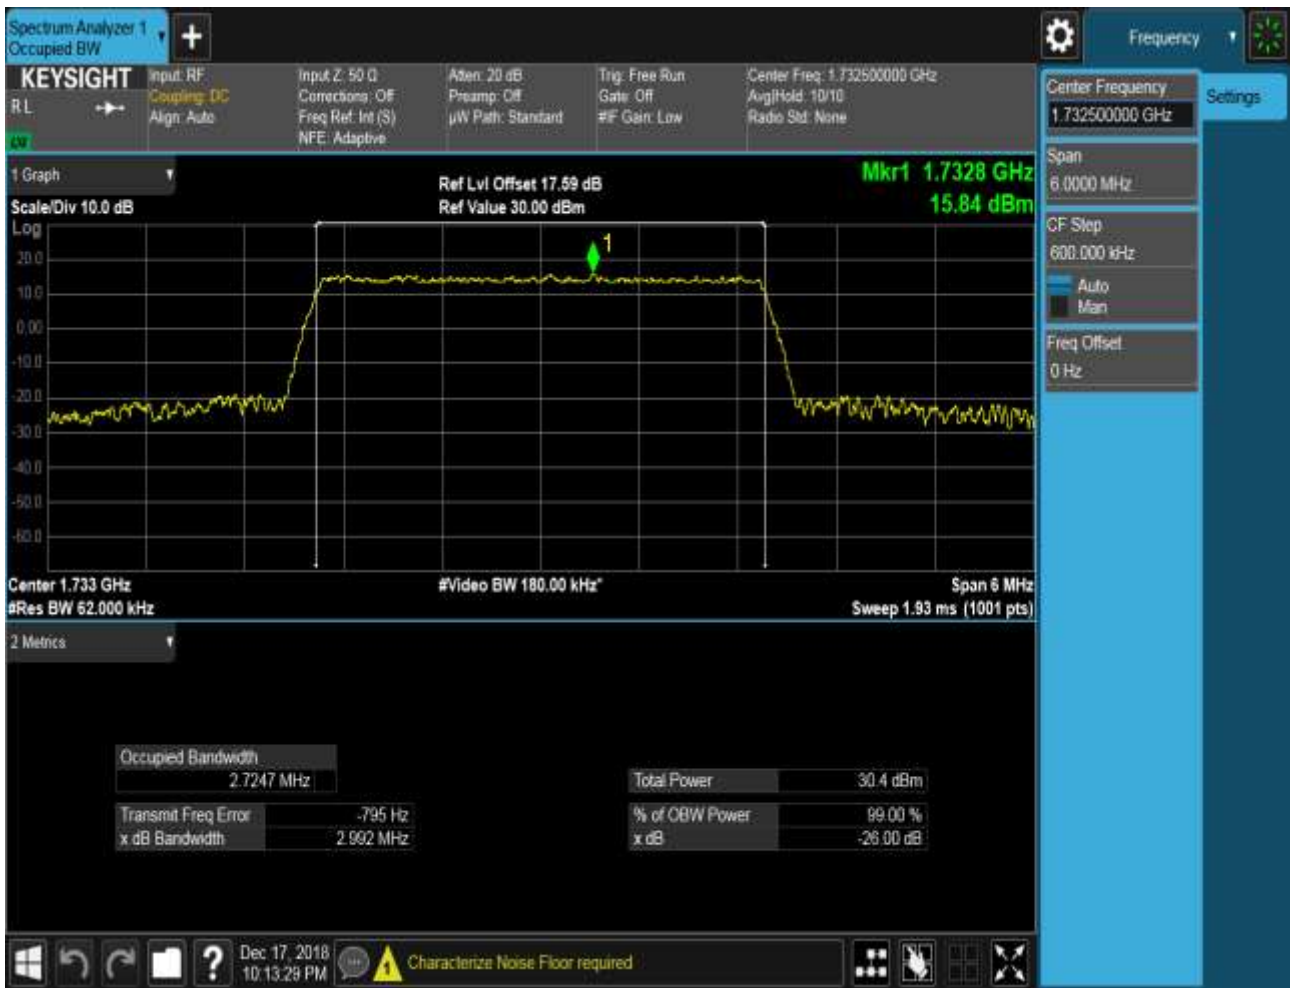 Spectrum Analyzer 1
Occupied BW
Frequency
KEYSIGHT
R L
Input: RF
Coupling: DC
Align: Auto
Input Z: 50 Ω
Corrections: Off
Freq Ref: Int (S)
NFE: Adaptive
Atten: 20 dB
Preamp: Off
µW Path: Standard
Trig: Free Run
Gate: Off
#IF Gain: Low
Center Freq: 1.732500000 GHz
Avg|Hold: 10/10
Radio Std: None
Center Frequency
1.732500000 GHz
Settings
Span
6.0000 MHz
CF Step
600.000 kHz
Auto
Man
Freq Offset
0 Hz
1 Graph
Scale/Div 10.0 dB
Ref Lvl Offset 17.59 dB
Ref Value 30.00 dBm
Mkr1 1.7328 GHz
15.84 dBm
Log
1
20.0
10.0
0.00
-10.0
-20.0
-30.0
-40.0
-50.0
-60.0
Center 1.733 GHz
#Res BW 62.000 kHz
#Video BW 180.00 kHz*
Span 6 MHz
Sweep 1.93 ms (1001 pts)
2 Metrics
Occupied Bandwidth
2.7247 MHz
Transmit Freq Error -795 Hz
x dB Bandwidth 2.992 MHz
Total Power 30.4 dBm
% of OBW Power 99.00 %
x dB -26.00 dB
?
Dec 17, 2018
10:13:29 PM
1
Characterize Noise Floor required